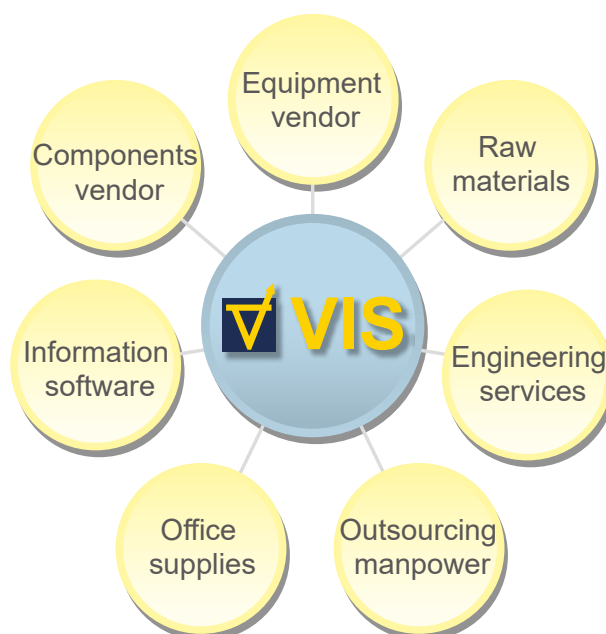 Equipment
vendor
Raw
materials
Components
vendor
VIS
Information
software
Engineering
services
Office
supplies
Outsourcing
manpower